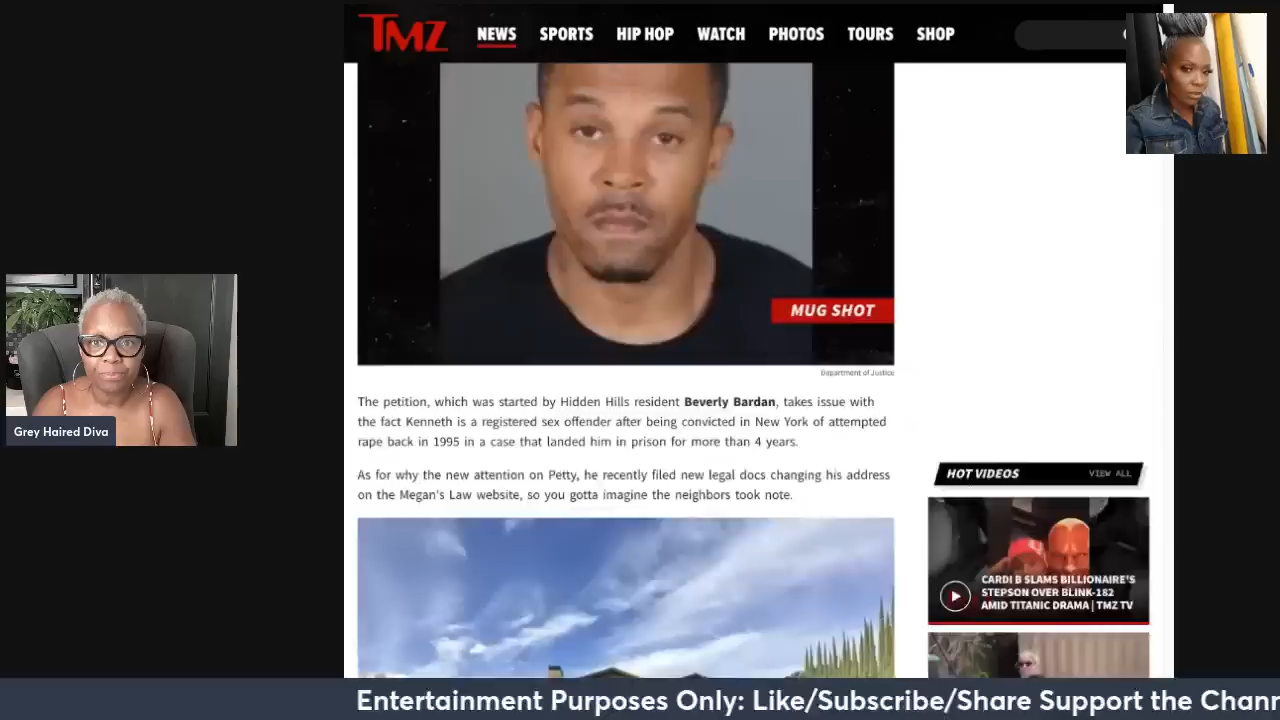 TMZ
NEWS SPORTS HIP HOP WATCH PHOTOS TOURS SHOP
MUG SHOT
Department of Justice
The petition, which was started by Hidden Hills resident Beverly Bardan, takes issue with
the fact Kenneth is a registered sex offender after being convicted in New York of attempted
rape back in 1995 in a case that landed him in prison for more than 4 years.
As for why the new attention on Petty, he recently filed new legal docs changing his address
on the Megan's Law website, so you gotta imagine the neighbors took note.
HOT VIDEOS VIEW ALL
CARDI B SLAMS BILLIONAIRE'S
STEPSON OVER BLINK-182
AMID TITANIC DRAMA | TMZ TV
Grey Haired Diva
Entertainment Purposes Only: Like/Subscribe/Share Support the Chann